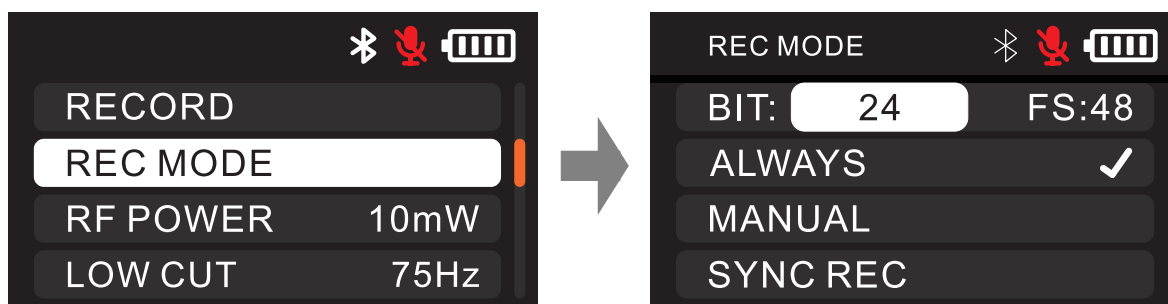 RECORD
REC MODE
RF POWER 10mW
LOW CUT 75Hz
REC MODE
BIT: 24 FS:48
ALWAYS
MANUAL
SYNC REC